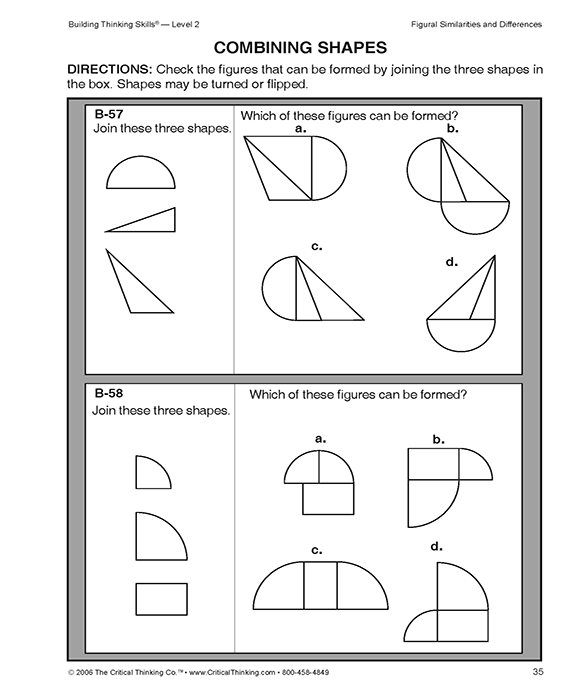 Building Thinking Skills® — Level 2
Figural Similarities and Differences
COMBINING SHAPES
DIRECTIONS: Check the figures that can be formed by joining the three shapes in
the box. Shapes may be turned or flipped.
B-57
Join these three shapes.
Which of these figures can be formed?
a.
b.
c.
d.
B-58
Join these three shapes.
Which of these figures can be formed?
a.
b.
c.
d.
© 2006 The Critical Thinking Co.™ • www.CriticalThinking.com • 800-458-4849
35